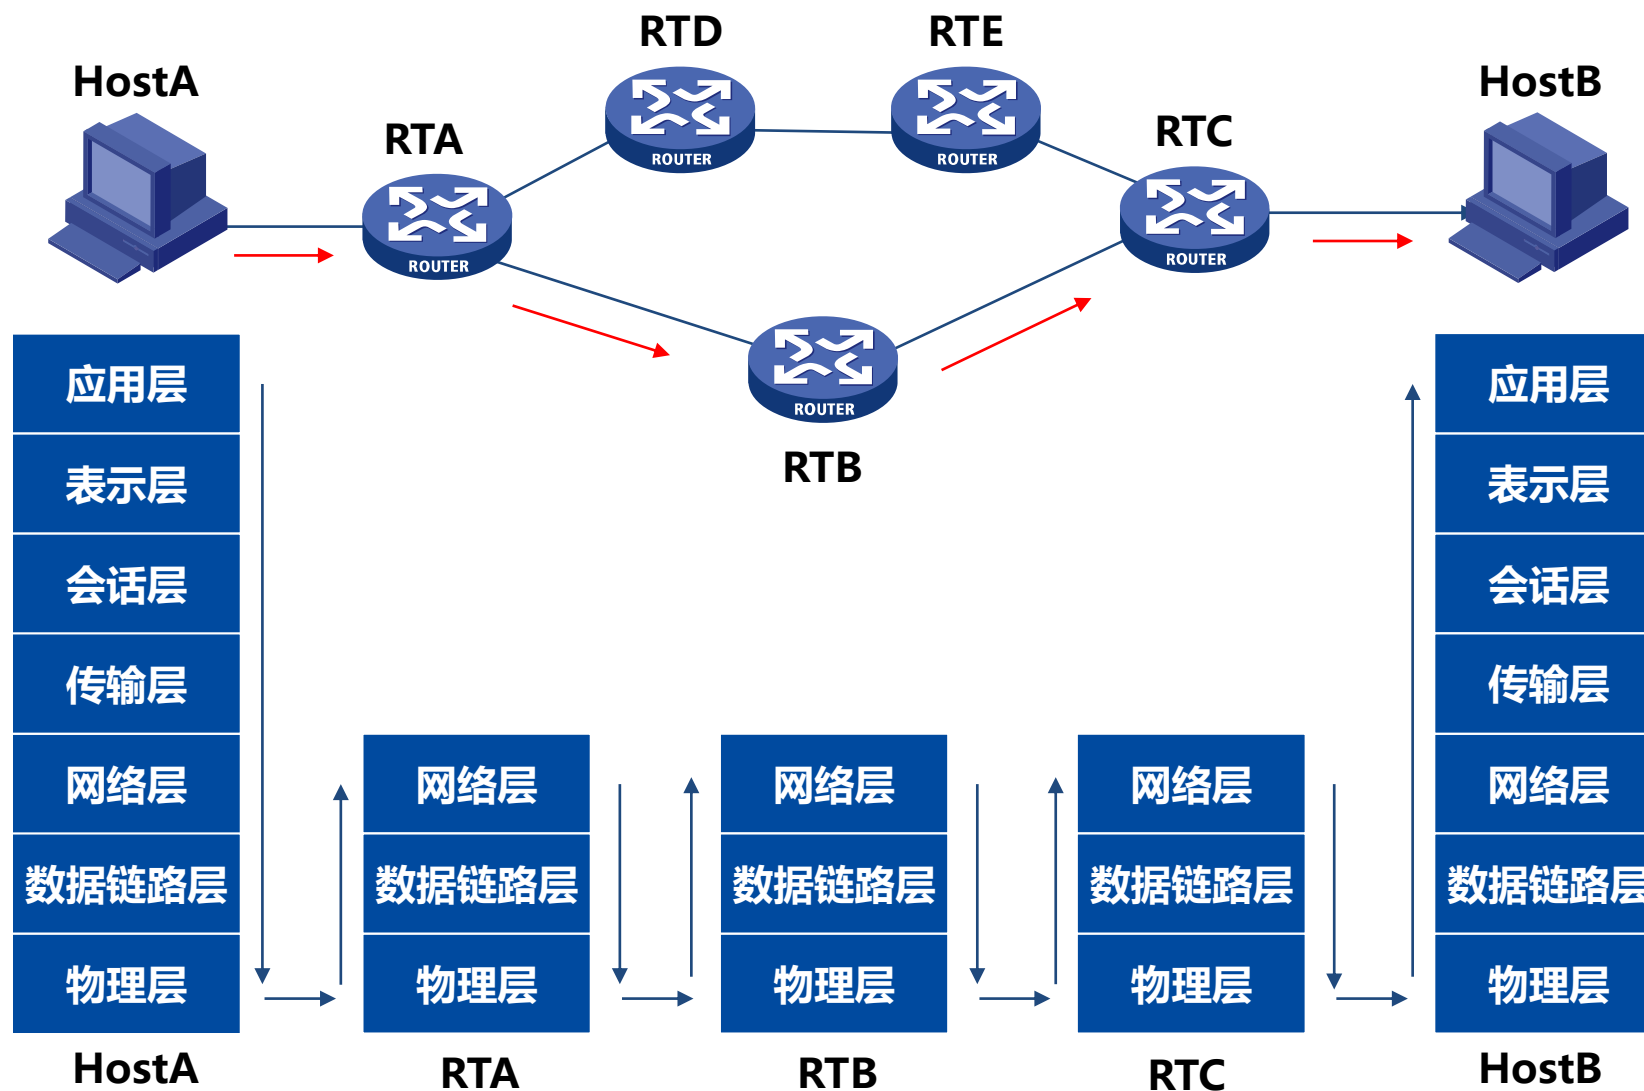 RTD
RTE
HostA
HostB
RTA
RTC
ROUTER
ROUTER
ROUTER
ROUTER
ROUTER
RTB
应用层
表示层
会话层
传输层
网络层
数据链路层
物理层
HostA
网络层
数据链路层
物理层
RTA
网络层
数据链路层
物理层
RTB
网络层
数据链路层
物理层
RTC
应用层
表示层
会话层
传输层
网络层
数据链路层
物理层
HostB